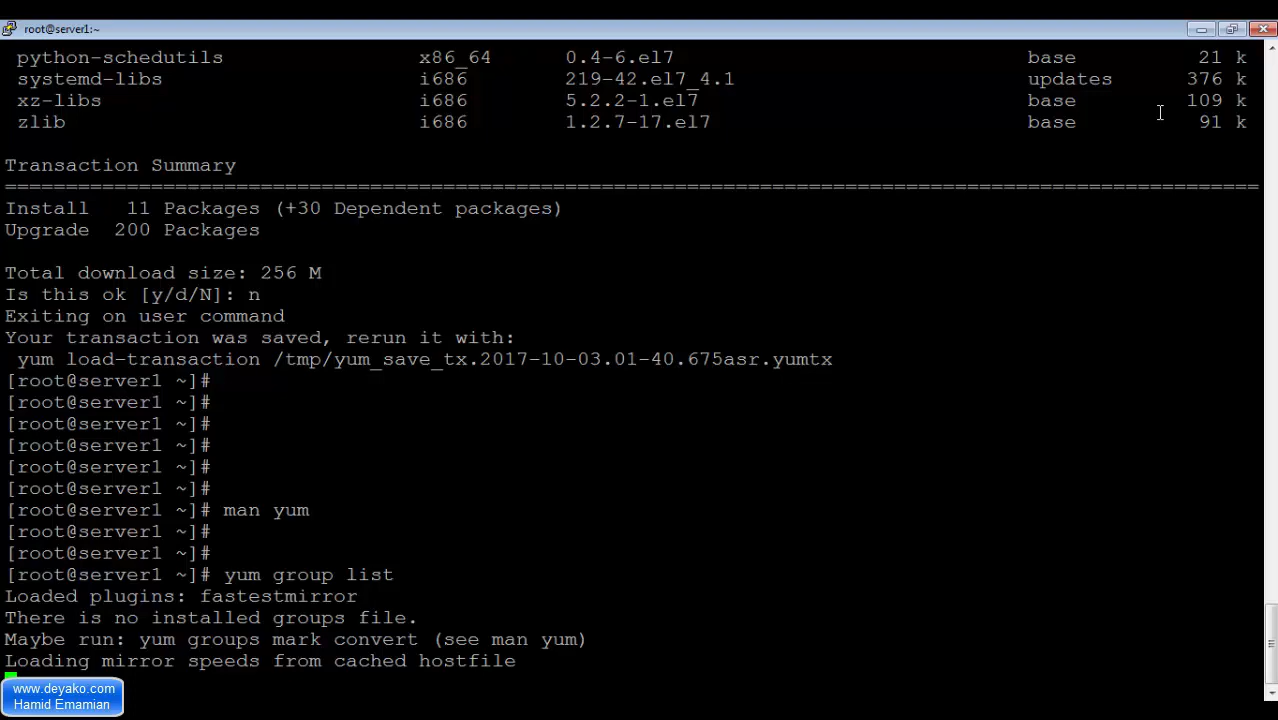 root@server1:~
python-schedutils x86_64 0.4-6.el7 base 21 k
systemd-libs i686 219-42.el7_4.1 updates 376 k
xz-libs i686 5.2.2-1.el7 base 109 k
zlib i686 1.2.7-17.el7 base 91 k
Transaction Summary
================================================================================
Install 11 Packages (+30 Dependent packages)
Upgrade 200 Packages
Total download size: 256 M
Is this ok [y/d/N]: n
Exiting on user command
Your transaction was saved, rerun it with:
yum load-transaction /tmp/yum_save_tx.2017-10-03.01-40.675asr.yumtx
[root@server1 ~]#
[root@server1 ~]#
[root@server1 ~]#
[root@server1 ~]#
[root@server1 ~]#
[root@server1 ~]#
[root@server1 ~]# man yum
[root@server1 ~]#
[root@server1 ~]#
[root@server1 ~]# yum group list
Loaded plugins: fastestmirror
There is no installed groups file.
Maybe run: yum groups mark convert (see man yum)
Loading mirror speeds from cached hostfile
www.deyako.com
Hamid Emamian